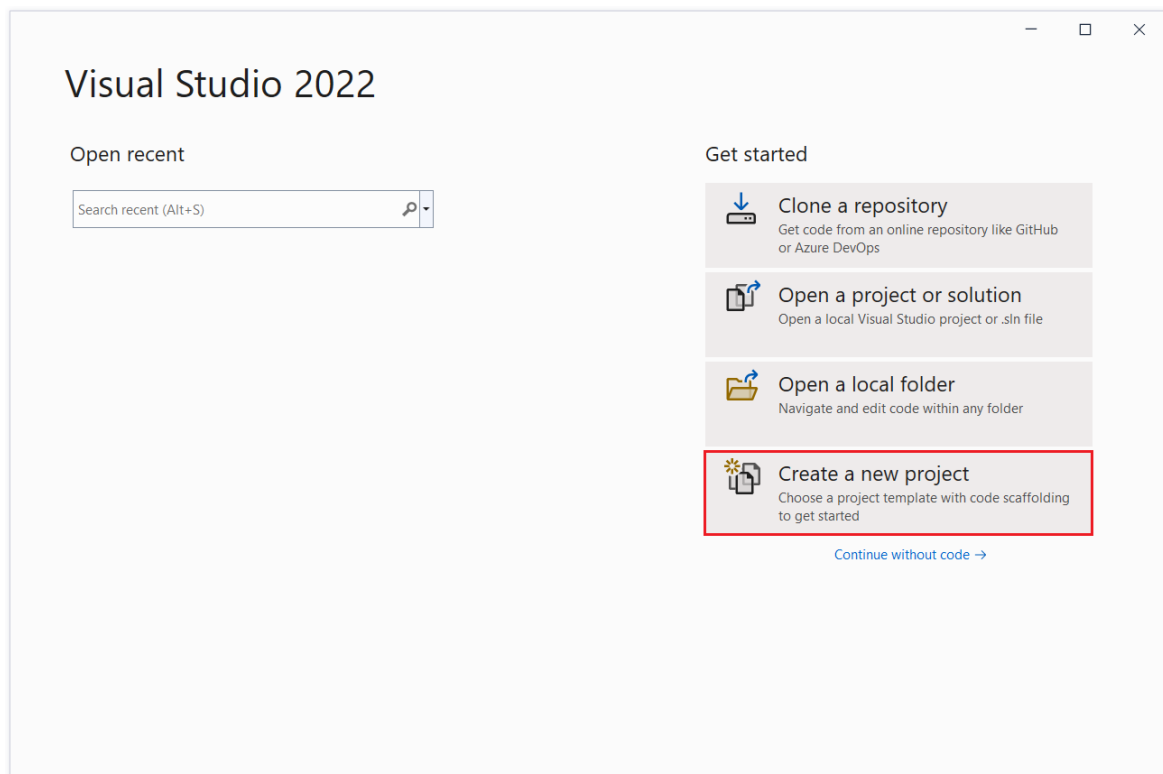 Visual Studio 2022
Open recent
Search recent (Alt+S)
Get started
Clone a repository
Get code from an online repository like GitHub
or Azure DevOps
Open a project or solution
Open a local Visual Studio project or .sln file
Open a local folder
Navigate and edit code within any folder
Create a new project
Choose a project template with code scaffolding
to get started
Continue without code →